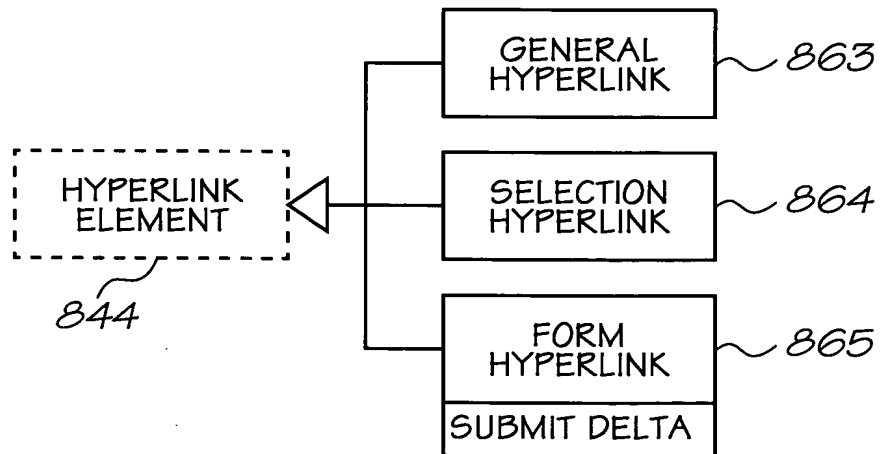 GENERAL
HYPERLINK
863
HYPERLINK
ELEMENT
844
SELECTION
HYPERLINK
864
FORM
HYPERLINK
865
SUBMIT DELTA